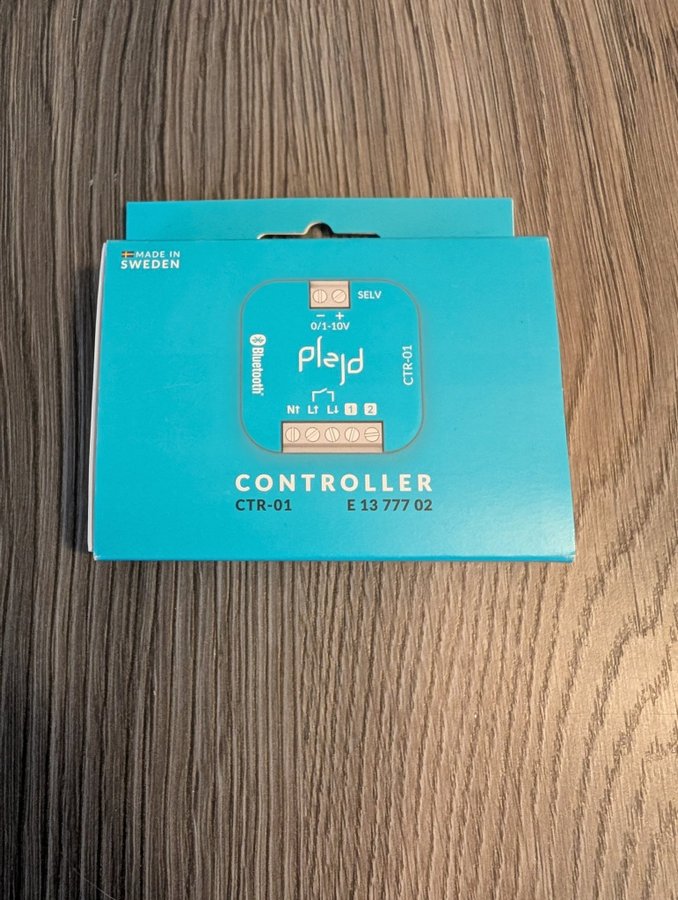 MADE IN
SWEDEN
SELV
− +
0/1-10V
Bluetooth®
plejd
CTR-01
N↑ L↑ L↓ 1 2
CONTROLLER
CTR-01 E 13 777 02